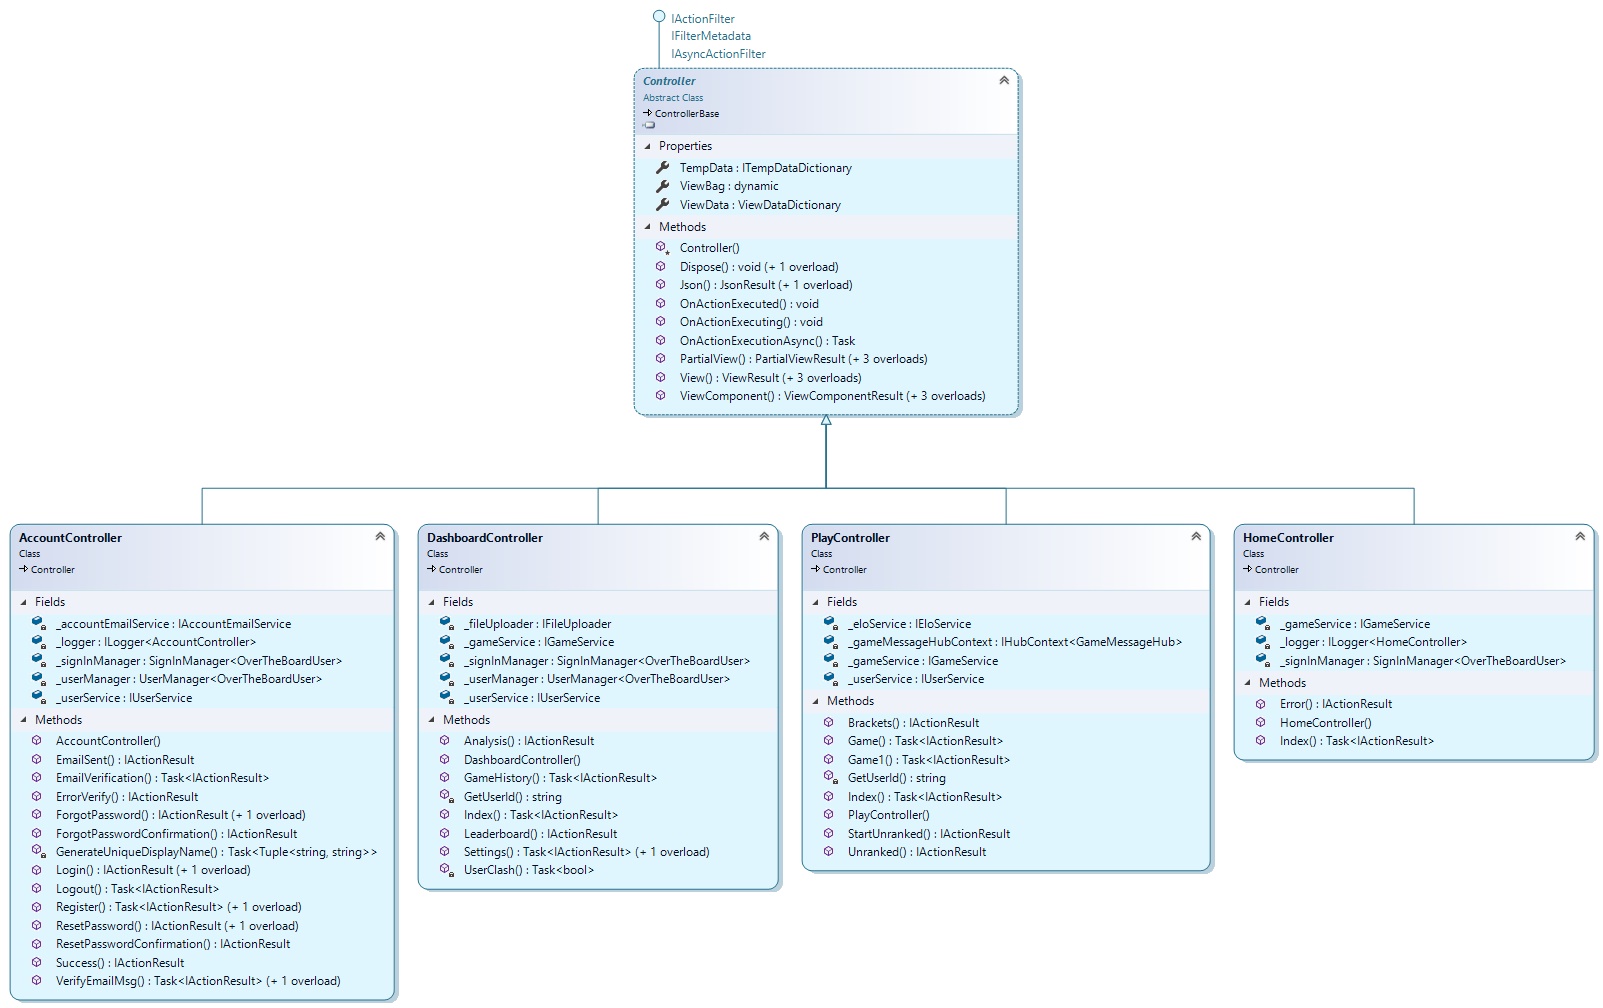 IActionFilter
IFilterMetadata
IAsyncActionFilter
Controller
Abstract Class
ControllerBase
Properties
TempData : ITempDataDictionary
ViewBag : dynamic
ViewData : ViewDataDictionary
Methods
Controller()
Dispose() : void (+ 1 overload)
Json() : JsonResult (+ 1 overload)
OnActionExecuted() : void
OnActionExecuting() : void
OnActionExecutionAsync() : Task
PartialView() : PartialViewResult (+ 3 overloads)
View() : ViewResult (+ 3 overloads)
ViewComponent() : ViewComponentResult (+ 3 overloads)
AccountController
Class
Controller
Fields
_accountEmailService : IAccountEmailService
_logger : ILogger<AccountController>
_signInManager : SignInManager<OverTheBoardUser>
_userManager : UserManager<OverTheBoardUser>
_userService : IUserService
Methods
AccountController()
EmailSent() : IActionResult
EmailVerification() : Task<IActionResult>
ErrorVerify() : IActionResult
ForgotPassword() : IActionResult (+ 1 overload)
ForgotPasswordConfirmation() : IActionResult
GenerateUniqueDisplayName() : Task<Tuple<string, string>>
Login() : IActionResult (+ 1 overload)
Logout() : Task<IActionResult>
Register() : Task<IActionResult> (+ 1 overload)
ResetPassword() : IActionResult (+ 1 overload)
ResetPasswordConfirmation() : IActionResult
Success() : IActionResult
VerifyEmailMsg() : Task<IActionResult> (+ 1 overload)
DashboardController
Class
Controller
Fields
_fileUploader : IFileUploader
_gameService : IGameService
_signInManager : SignInManager<OverTheBoardUser>
_userManager : UserManager<OverTheBoardUser>
_userService : IUserService
Methods
Analysis() : IActionResult
DashboardController()
GameHistory() : Task<IActionResult>
GetUserId() : string
Index() : Task<IActionResult>
Leaderboard() : IActionResult
Settings() : Task<IActionResult> (+ 1 overload)
UserClash() : Task<bool>
PlayController
Class
Controller
Fields
_eloService : IEloService
_gameMessageHubContext : IHubContext<GameMessageHub>
_gameService : IGameService
_userService : IUserService
Methods
Brackets() : IActionResult
Game() : Task<IActionResult>
Game1() : Task<IActionResult>
GetUserId() : string
Index() : Task<IActionResult>
PlayController()
StartUnranked() : IActionResult
Unranked() : IActionResult
HomeController
Class
Controller
Fields
_gameService : IGameService
_logger : ILogger<HomeController>
_signInManager : SignInManager<OverTheBoardUser>
Methods
Error() : IActionResult
HomeController()
Index() : Task<IActionResult>